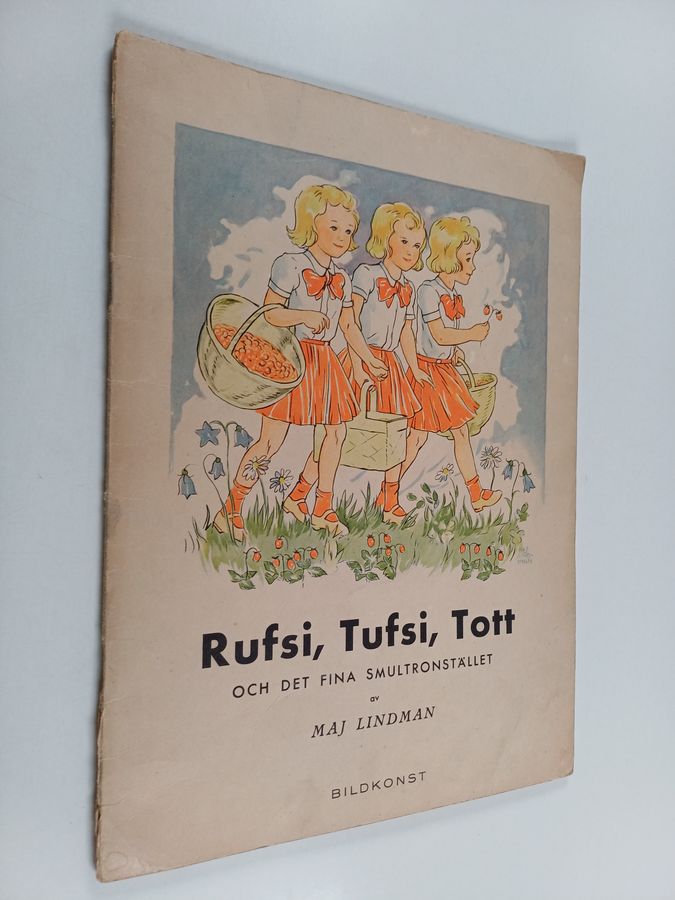 Rufsi, Tufsi, Tott
OCH DET FINA SMULTRONSTÄLLET
av
MAJ LINDMAN
BILDKONST